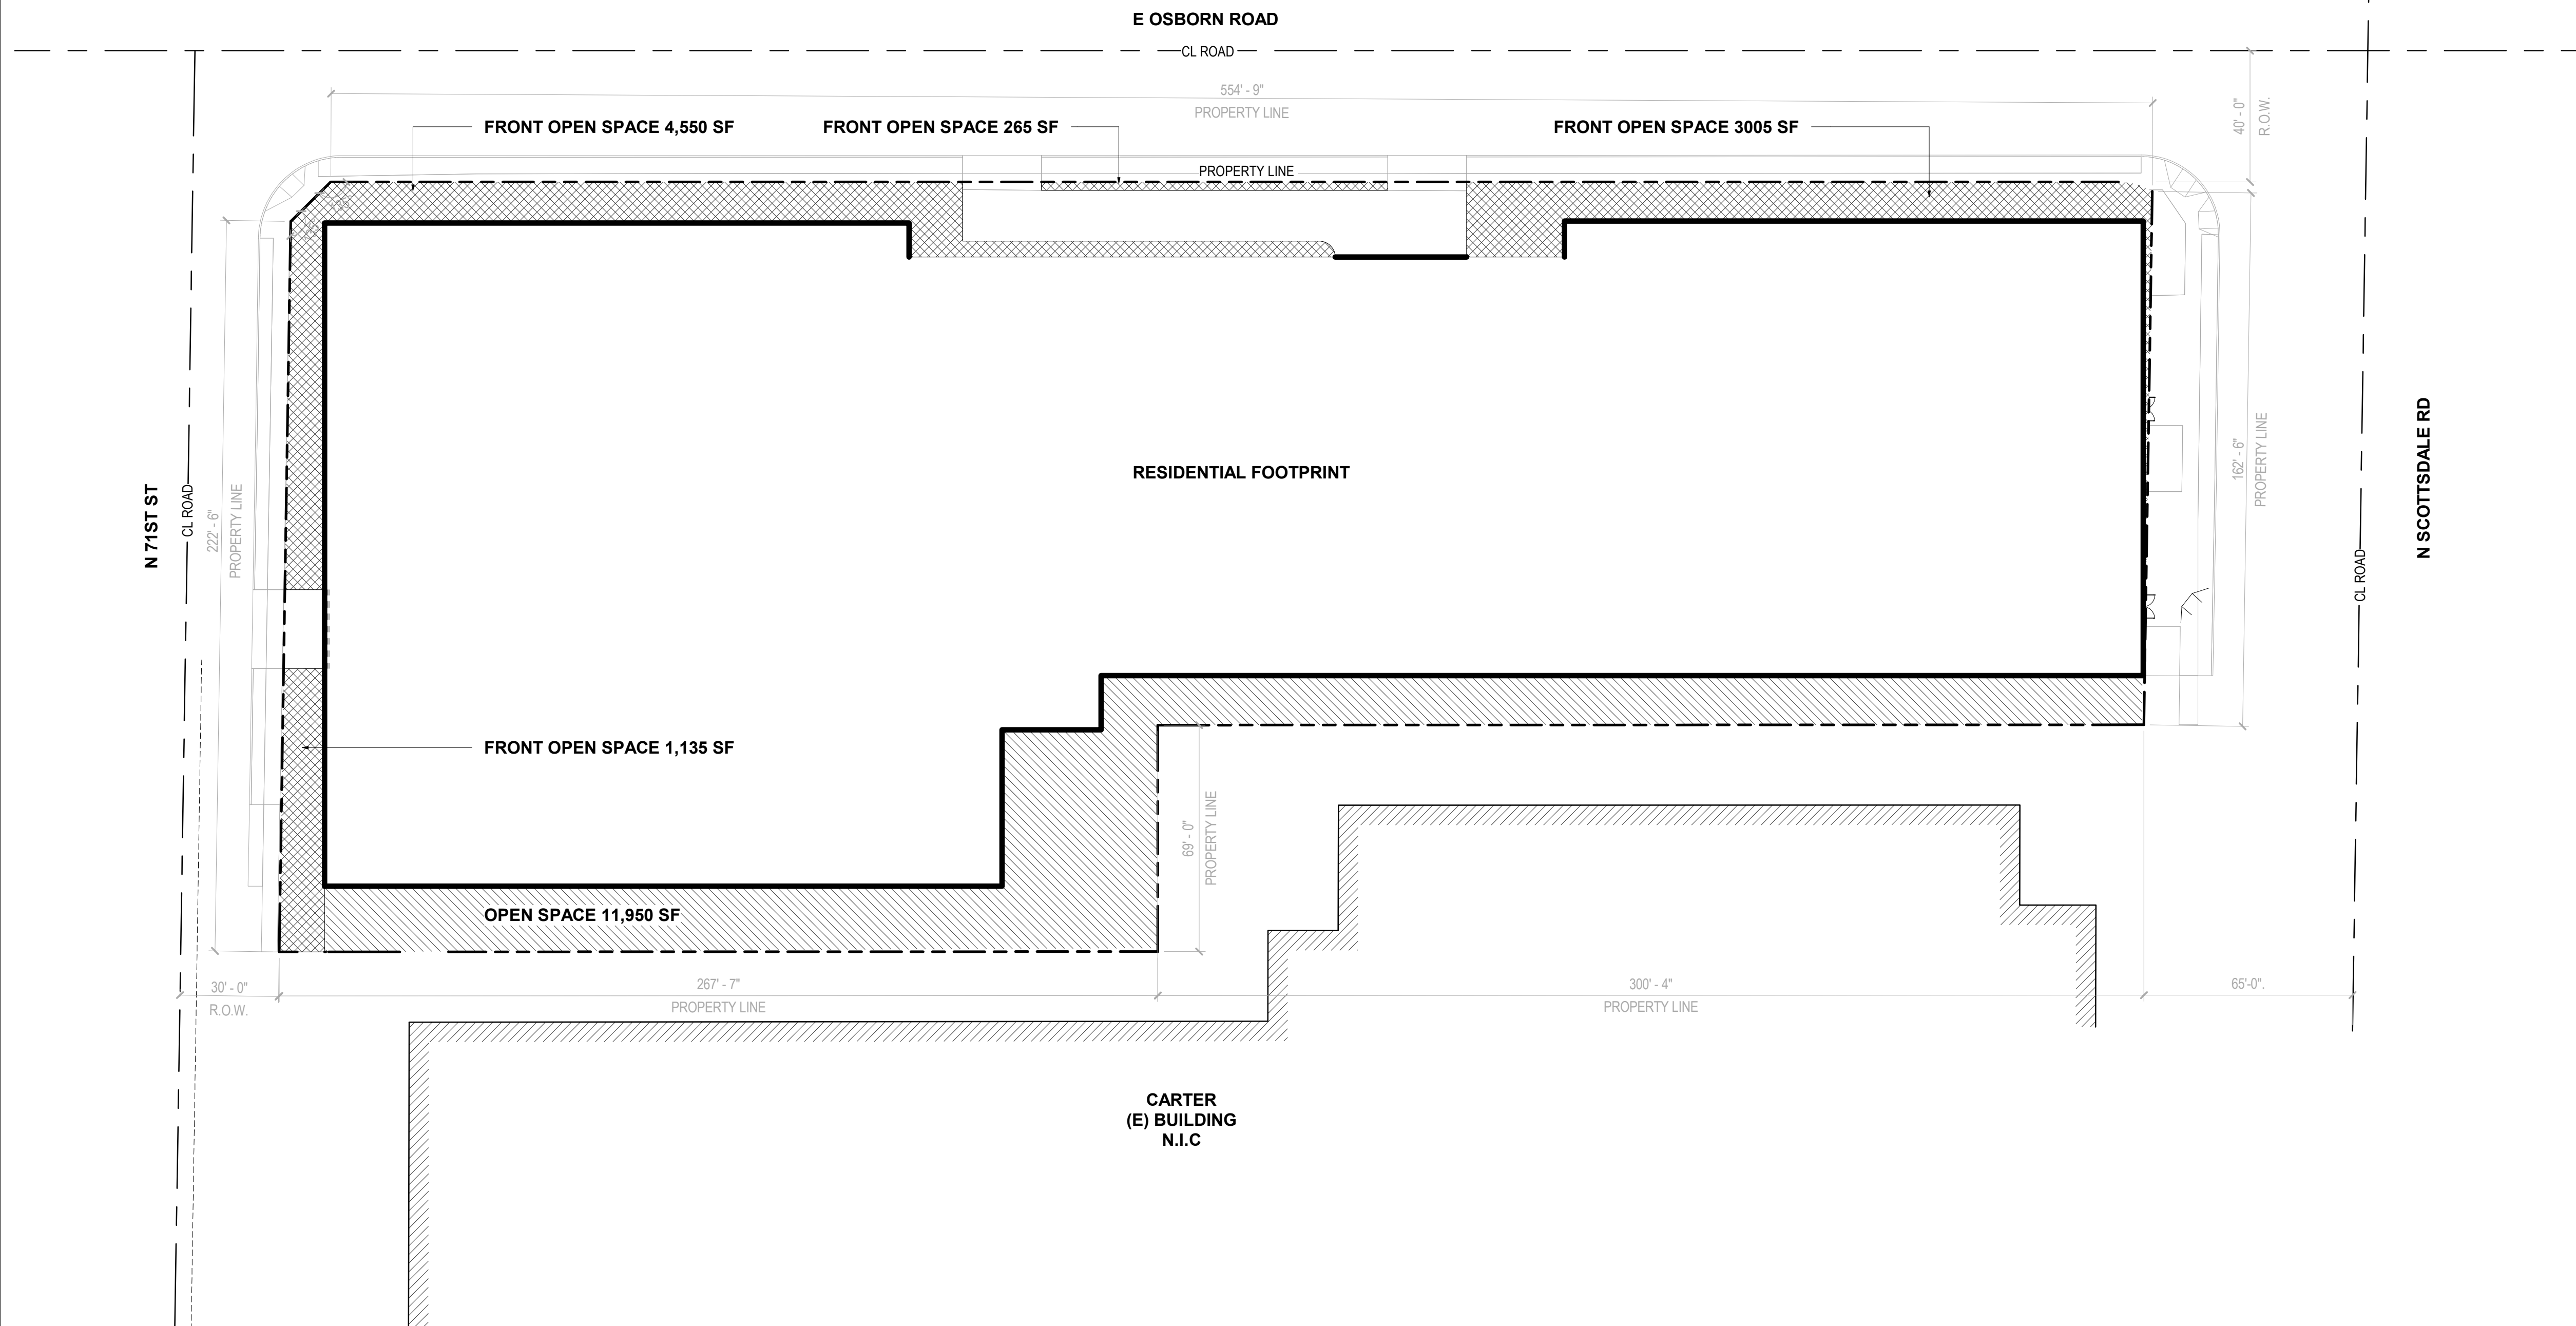 E OSBORN ROAD
CL ROAD
554' - 9"
PROPERTY LINE
40' - 0"
R.O.W.
FRONT OPEN SPACE 4,550 SF
FRONT OPEN SPACE 265 SF
FRONT OPEN SPACE 3005 SF
PROPERTY LINE
RESIDENTIAL FOOTPRINT
N 71ST ST
CL ROAD
222' - 6"
PROPERTY LINE
162' - 6"
PROPERTY LINE
N SCOTTSDALE RD
CL ROAD
FRONT OPEN SPACE 1,135 SF
69' - 0"
PROPERTY LINE
OPEN SPACE 11,950 SF
30' - 0"
R.O.W.
267' - 7"
PROPERTY LINE
300' - 4"
PROPERTY LINE
65'-0".
CARTER
(E) BUILDING
N.I.C